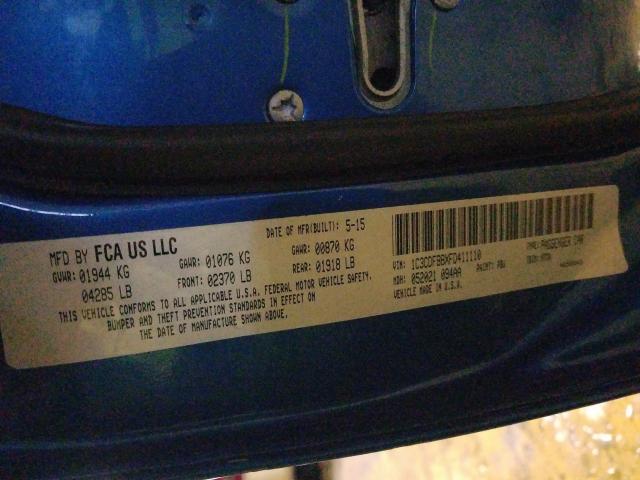 MFD BY FCA US LLC
DATE OF MFR(BUILT): 5-15
GVWR: 01944 KG
GAWR: 01076 KG
GAWR: 00870 KG
04285 LB
FRONT: 02370 LB
REAR: 01918 LB
THIS VEHICLE CONFORMS TO ALL APPLICABLE U.S.A. FEDERAL MOTOR VEHICLE SAFETY,
BUMPER AND THEFT PREVENTION STANDARDS IN EFFECT ON
THE DATE OF MANUFACTURE SHOWN ABOVE.
VIN: 1C3CDFBBXFD411110
TYPE: PASSENGER CAR
MDH: 052021 094AA
PAINT: PBU
VEHICLE MADE IN U.S.A.